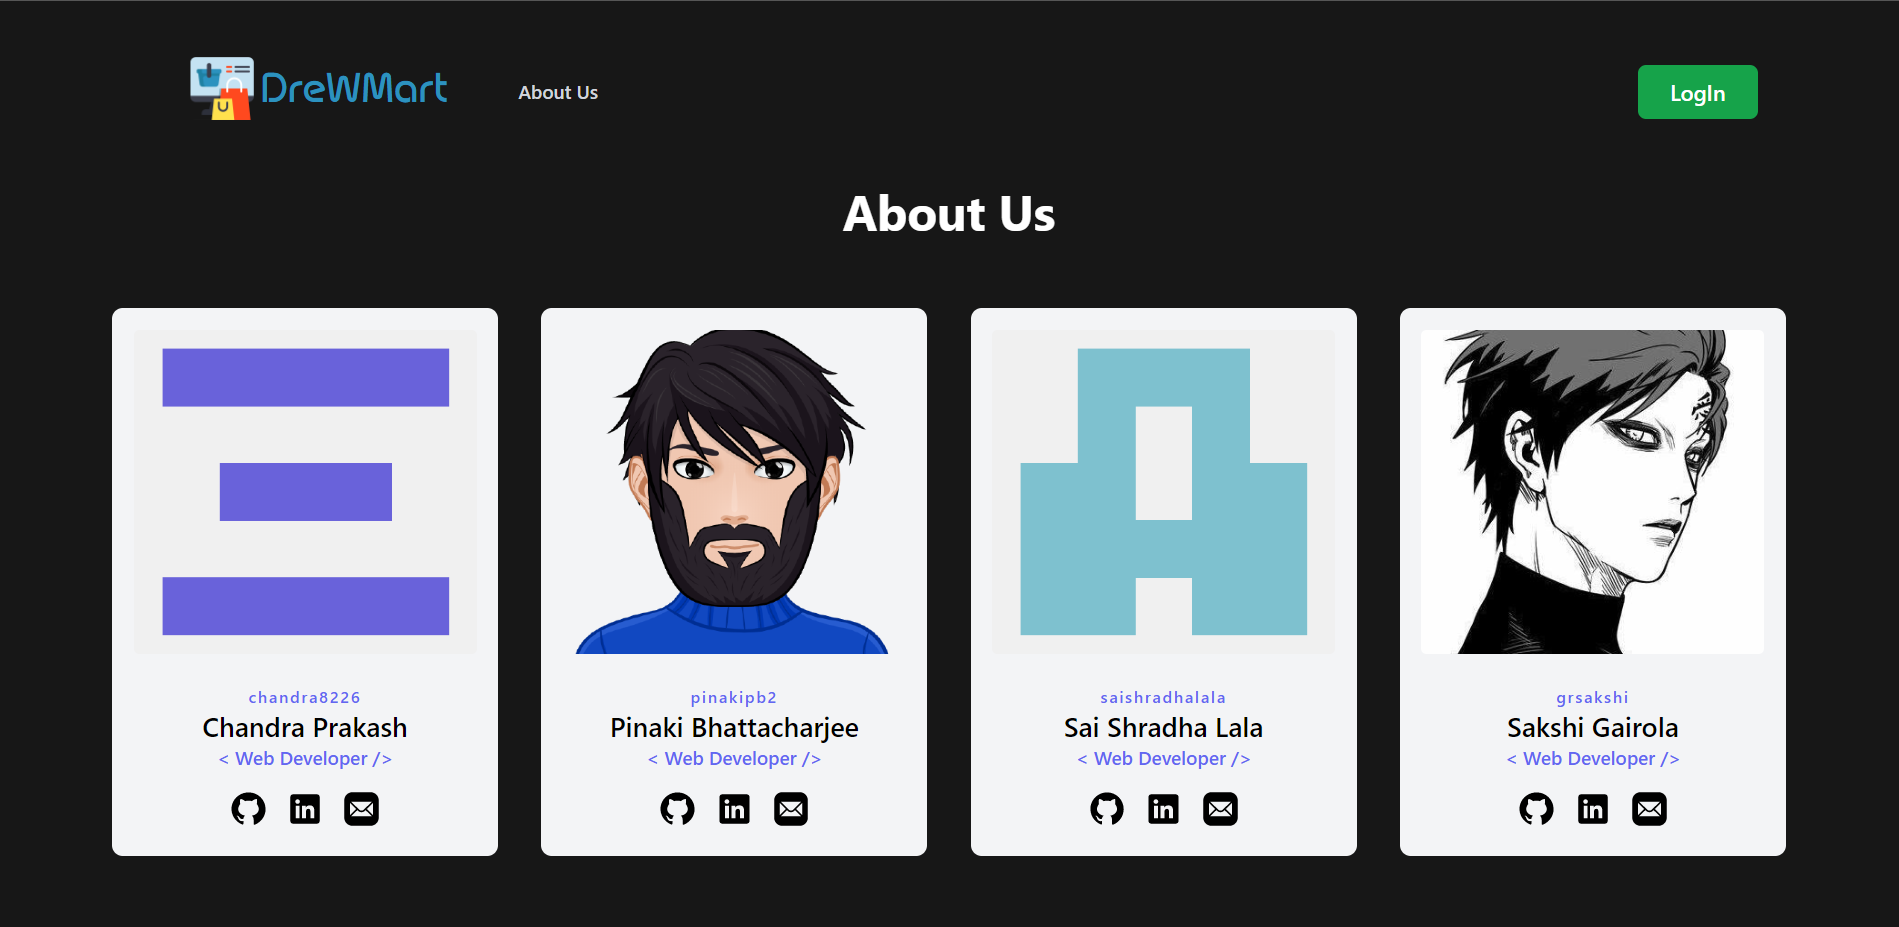 DreWMart
About Us
LogIn
About Us
chandra8226
Chandra Prakash
< Web Developer />
pinakipb2
Pinaki Bhattacharjee
< Web Developer />
saishradhalala
Sai Shradha Lala
< Web Developer />
grsakshi
Sakshi Gairola
< Web Developer />